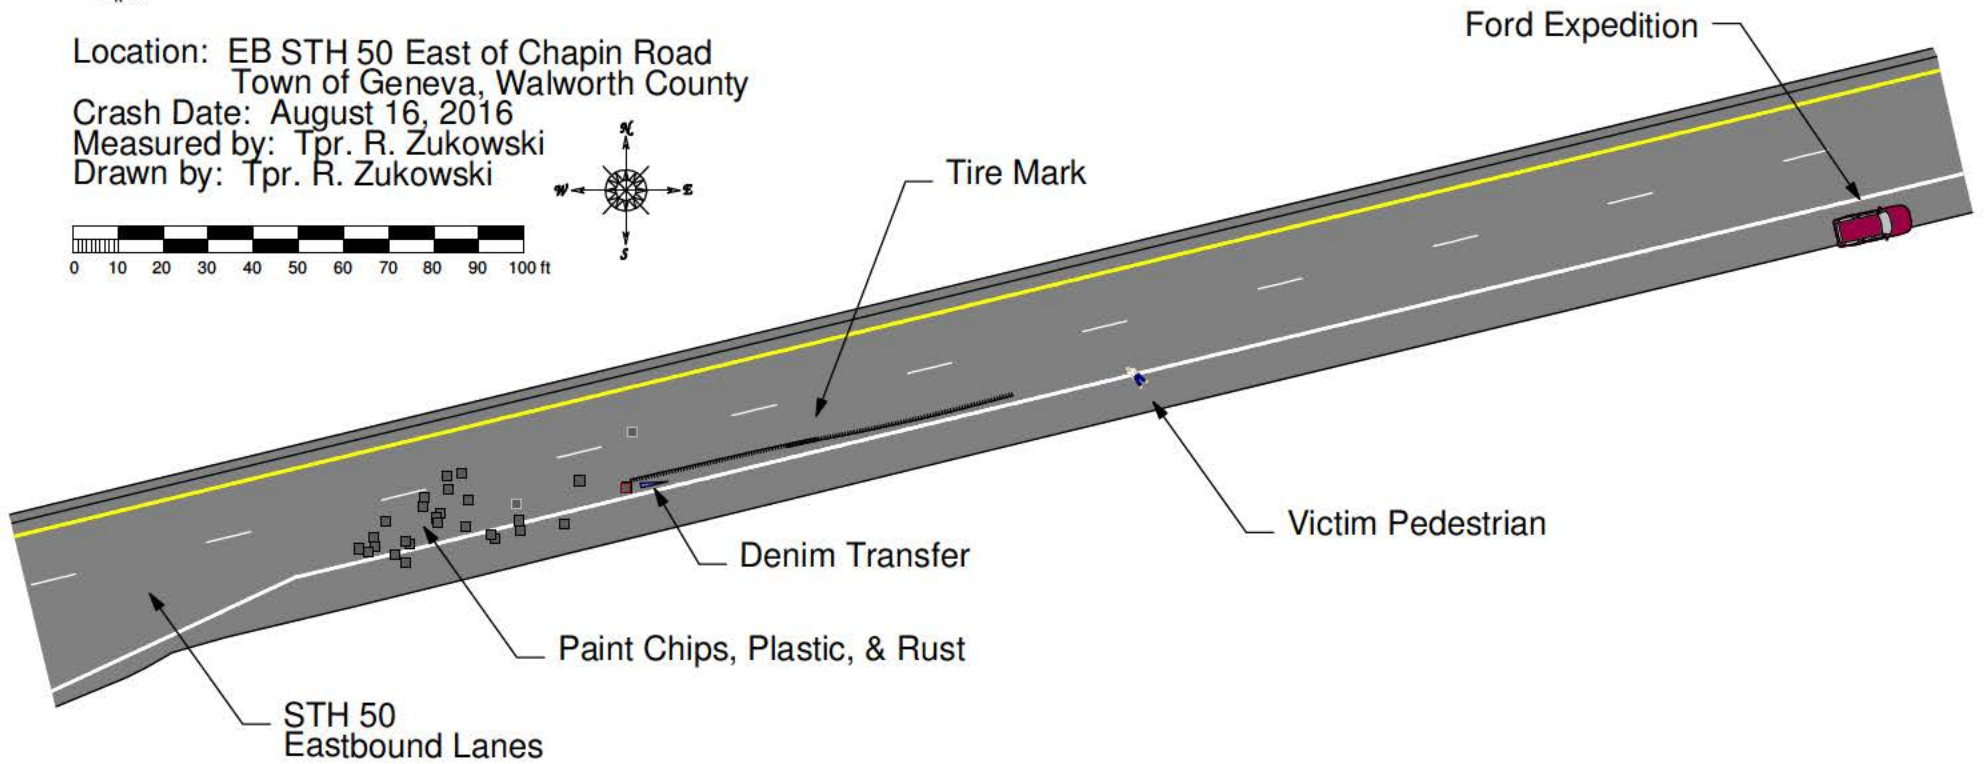 Location: EB STH 50 East of Chapin Road
Town of Geneva, Walworth County
Crash Date: August 16, 2016
Measured by: Tpr. R. Zukowski
Drawn by: Tpr. R. Zukowski
N
W
E
S
0 10 20 30 40 50 60 70 80 90 100 ft
Ford Expedition
Tire Mark
Victim Pedestrian
Denim Transfer
Paint Chips, Plastic, & Rust
STH 50
Eastbound Lanes